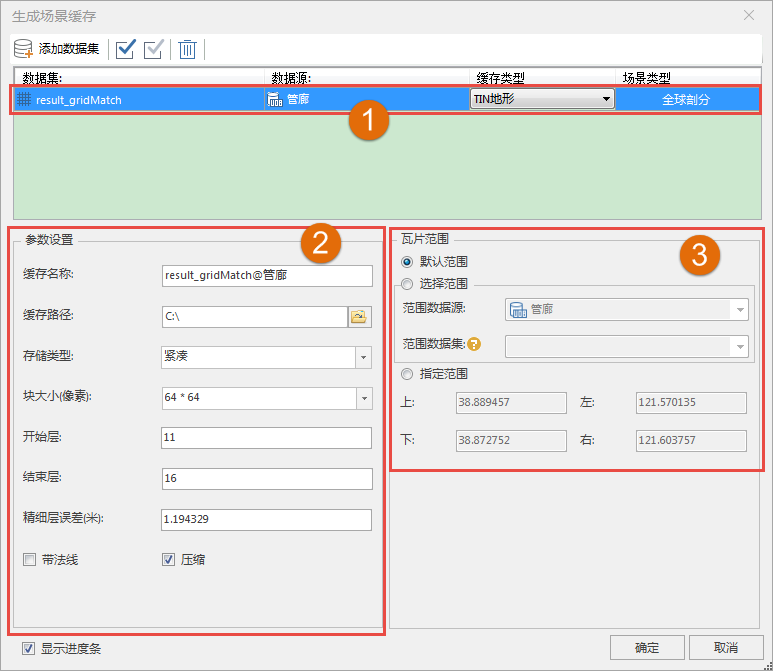 生成场景缓存
添加数据集
数据集: 数据源: 缓存类型 场景类型
result_gridMatch 管廊 TIN地形 全球剖分
1
参数设置
2
缓存名称: result_gridMatch@管廊
缓存路径: C:\
存储类型: 紧凑
块大小(像素): 64 * 64
开始层: 11
结束层: 16
精细层误差(米): 1.194329
带法线 压缩
瓦片范围
3
默认范围
选择范围
范围数据源: 管廊
范围数据集: ?
指定范围
上: 38.889457 左: 121.570135
下: 38.872752 右: 121.603757
显示进度条 确定 取消